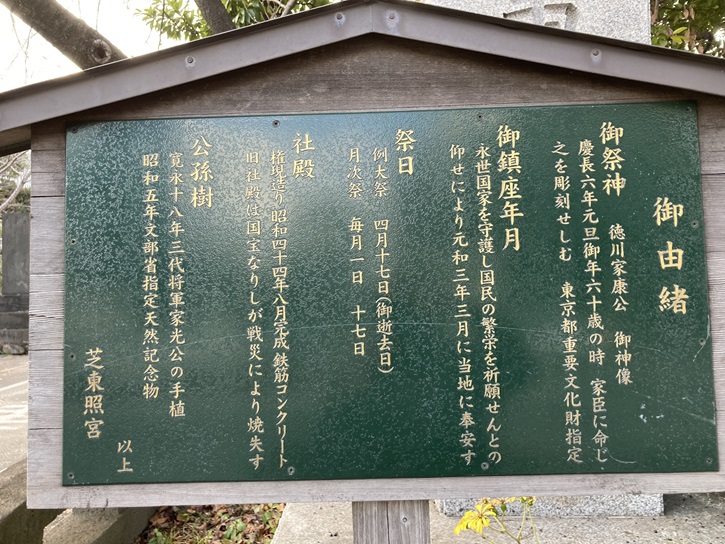 御由緒
御祭神 徳川家康公 御神像
慶長六年元旦御年六十歳の時 家臣に命じ
之を彫刻せしむ 東京都重要文化財指定
御鎮座年月
永世国家を守護し国民の繁栄を祈願せんとの
仰せにより元和三年三月に当地に奉安す
祭日
例大祭 四月十七日(御逝去日)
月次祭 毎月一日 十七日
社殿
権現造り 昭和四十四年八月完成 鉄筋コンクリート
旧社殿は国宝なりしが戦災により焼失す
公孫樹
寛永十八年三代将軍家光公の手植
昭和五年文部省指定天然記念物
以上
芝東照宮